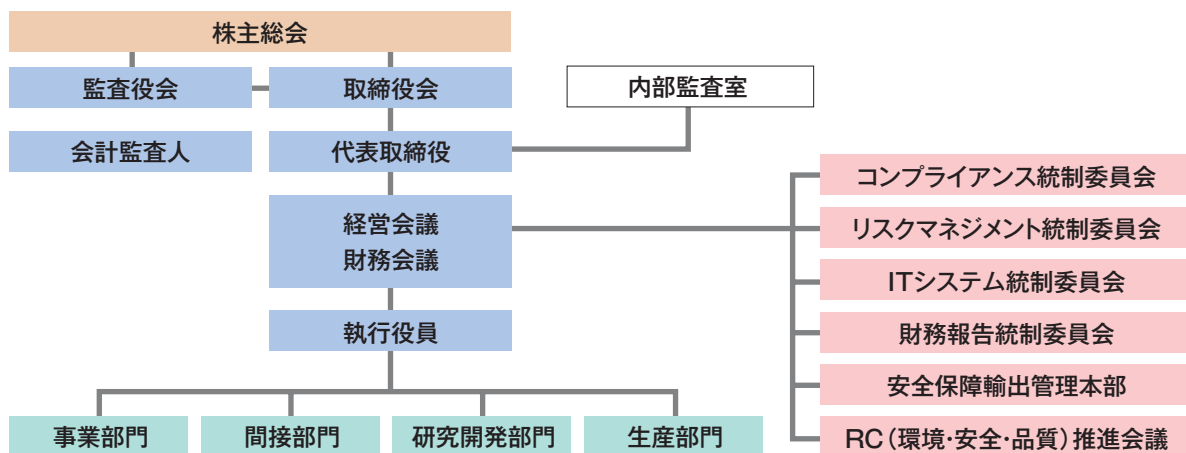 株主総会
監査役会
取締役会
内部監査室
会計監査人
代表取締役
経営会議
財務会議
執行役員
コンプライアンス統制委員会
リスクマネジメント統制委員会
ITシステム統制委員会
財務報告統制委員会
安全保障輸出管理本部
RC(環境・安全・品質)推進会議
事業部門
間接部門
研究開発部門
生産部門